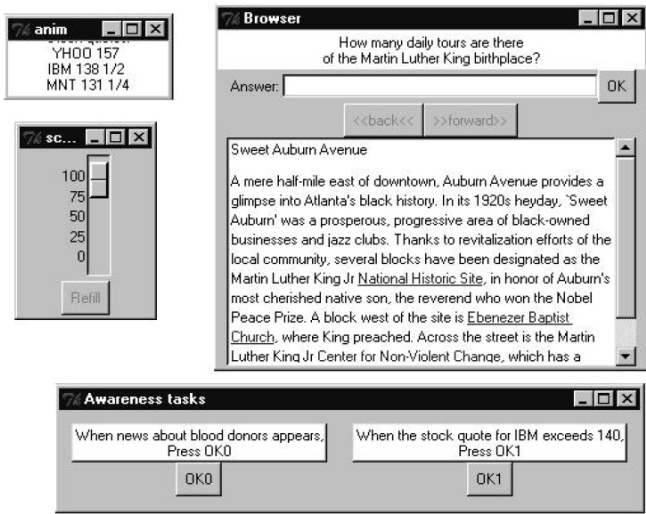 anim
YHOO 157
IBM 138 1/2
MNT 131 1/4
sc...
100
75
50
25
0
Refill
Browser
How many daily tours are there
of the Martin Luther King birthplace?
Answer:
OK
<<back<<
>>forward>>
Sweet Auburn Avenue
A mere half-mile east of downtown, Auburn Avenue provides a
glimpse into Atlanta's black history. In its 1920s heyday, `Sweet
Auburn' was a prosperous, progressive area of black-owned
businesses and jazz clubs. Thanks to revitalization efforts of the
local community, several blocks have been designated as the
Martin Luther King Jr National Historic Site, in honor of Auburn's
most cherished native son, the reverend who won the Nobel
Peace Prize. A block west of the site is Ebenezer Baptist
Church, where King preached. Across the street is the Martin
Luther King Jr Center for Non-Violent Change, which has a
Awareness tasks
When news about blood donors appears,
Press OK0
OK0
When the stock quote for IBM exceeds 140,
Press OK1
OK1